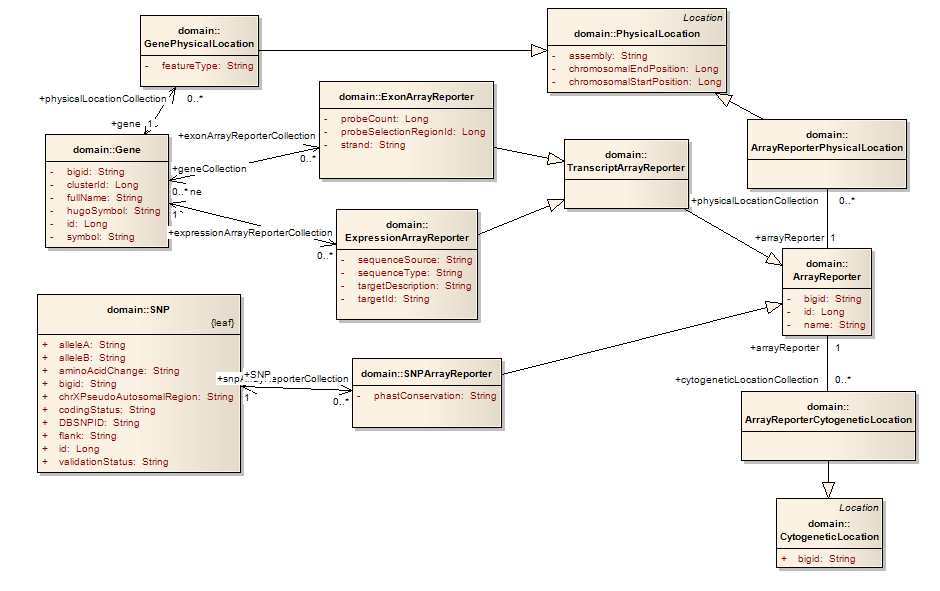 domain::
GenePhysicalLocation
- featureType: String
Location
domain::PhysicalLocation
- assembly: String
- chromosomalEndPosition: Long
- chromosomalStartPosition: Long
+physicalLocationCollection 0..*
+gene 1
domain::ExonArrayReporter
- probeCount: Long
- probeSelectionRegionId: Long
- strand: String
+exonArrayReporterCollection
0..*
domain::
ArrayReporterPhysicalLocation
domain::
TranscriptArrayReporter
domain::Gene
- bigid: String
- clusterId: Long
- fullName: String
- hugoSymbol: String
- id: Long
- symbol: String
+geneCollection
0..* ne
1
+expressionArrayReporterCollection
0..*
domain::
ExpressionArrayReporter
- sequenceSource: String
- sequenceType: String
- targetDescription: String
- targetId: String
+physicalLocationCollection 0..*
+arrayReporter 1
domain::
ArrayReporter
- bigid: String
- id: Long
- name: String
+arrayReporter 1
+cytogeneticLocationCollection 0..*
domain::SNP
{leaf}
+ alleleA: String
+ alleleB: String
+ aminoAcidChange: String
+ bigid: String
+ chrXPseudoAutosomalRegion: String
+ codingStatus: String
+ DBSNPID: String
+ flank: String
+ id: Long
+ validationStatus: String
+SNP
1
0..*
domain::SNPArrayReporter
- phastConservation: String
domain::
ArrayReporterCytogeneticLocation
Location
domain::
CytogeneticLocation
+ bigid: String